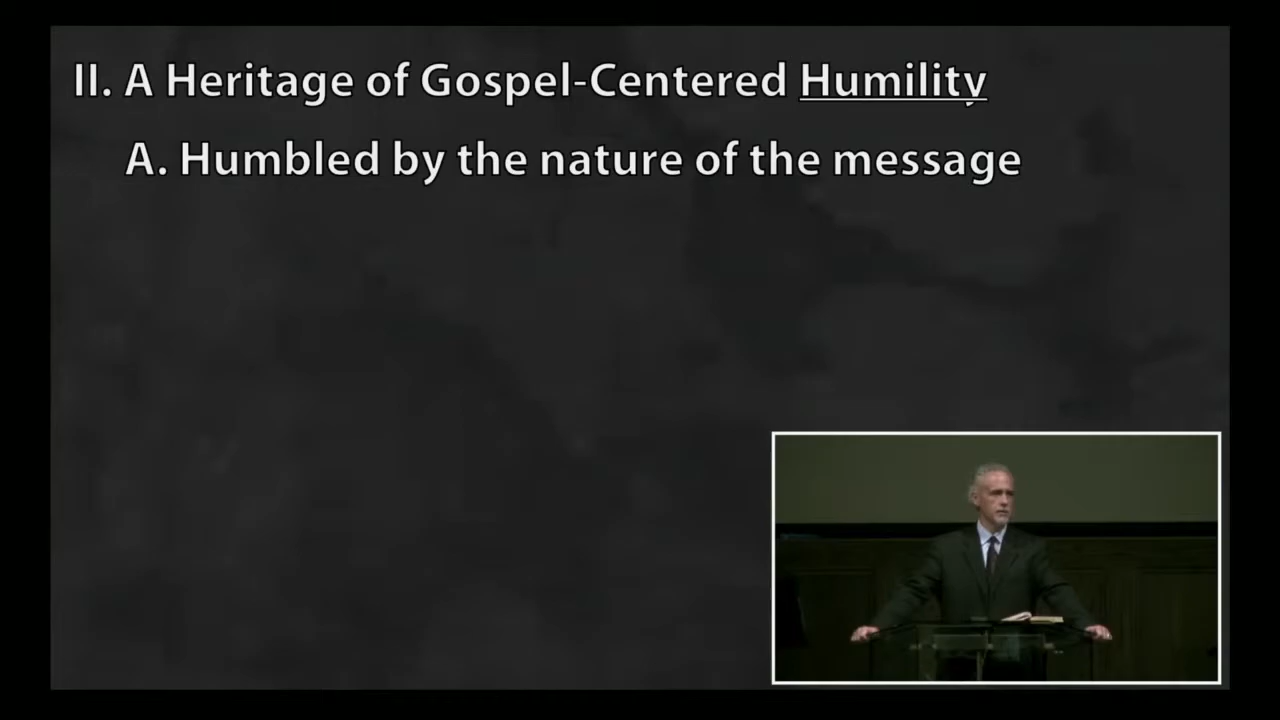 II. A Heritage of Gospel-Centered Humility
A. Humbled by the nature of the message